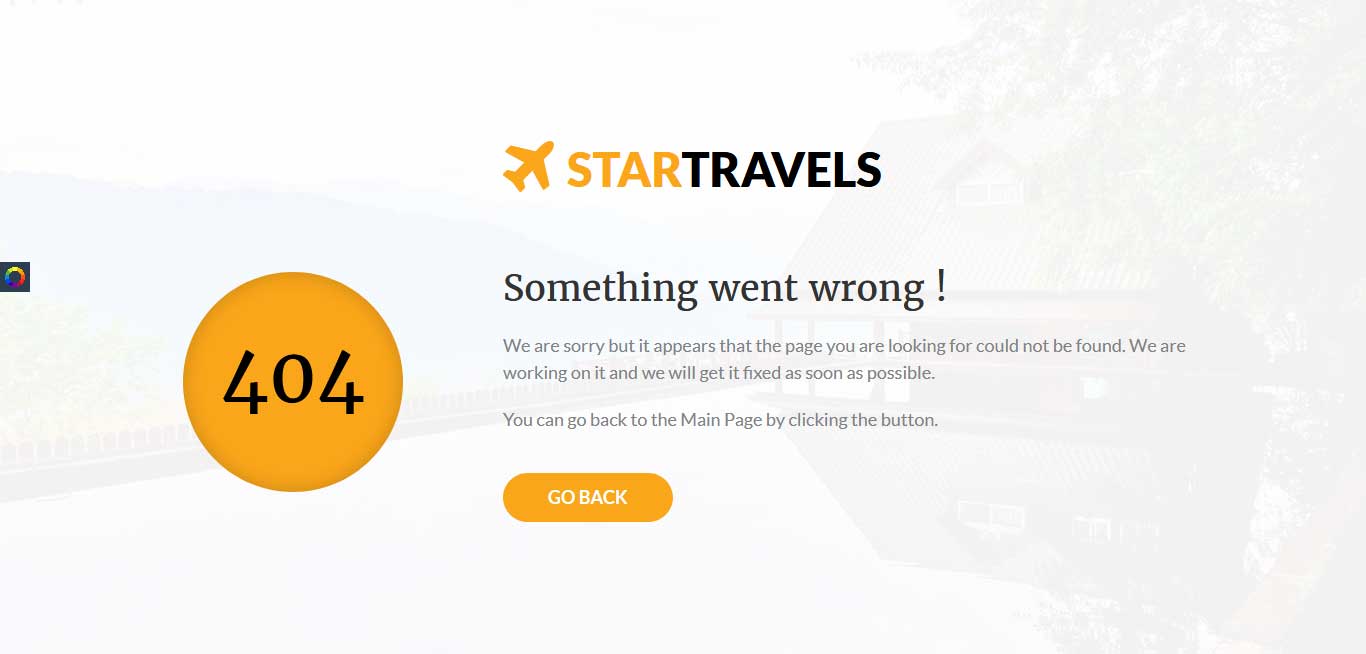 STARTRAVELS
404
Something went wrong !
We are sorry but it appears that the page you are looking for could not be found. We are
working on it and we will get it fixed as soon as possible.
You can go back to the Main Page by clicking the button.
GO BACK